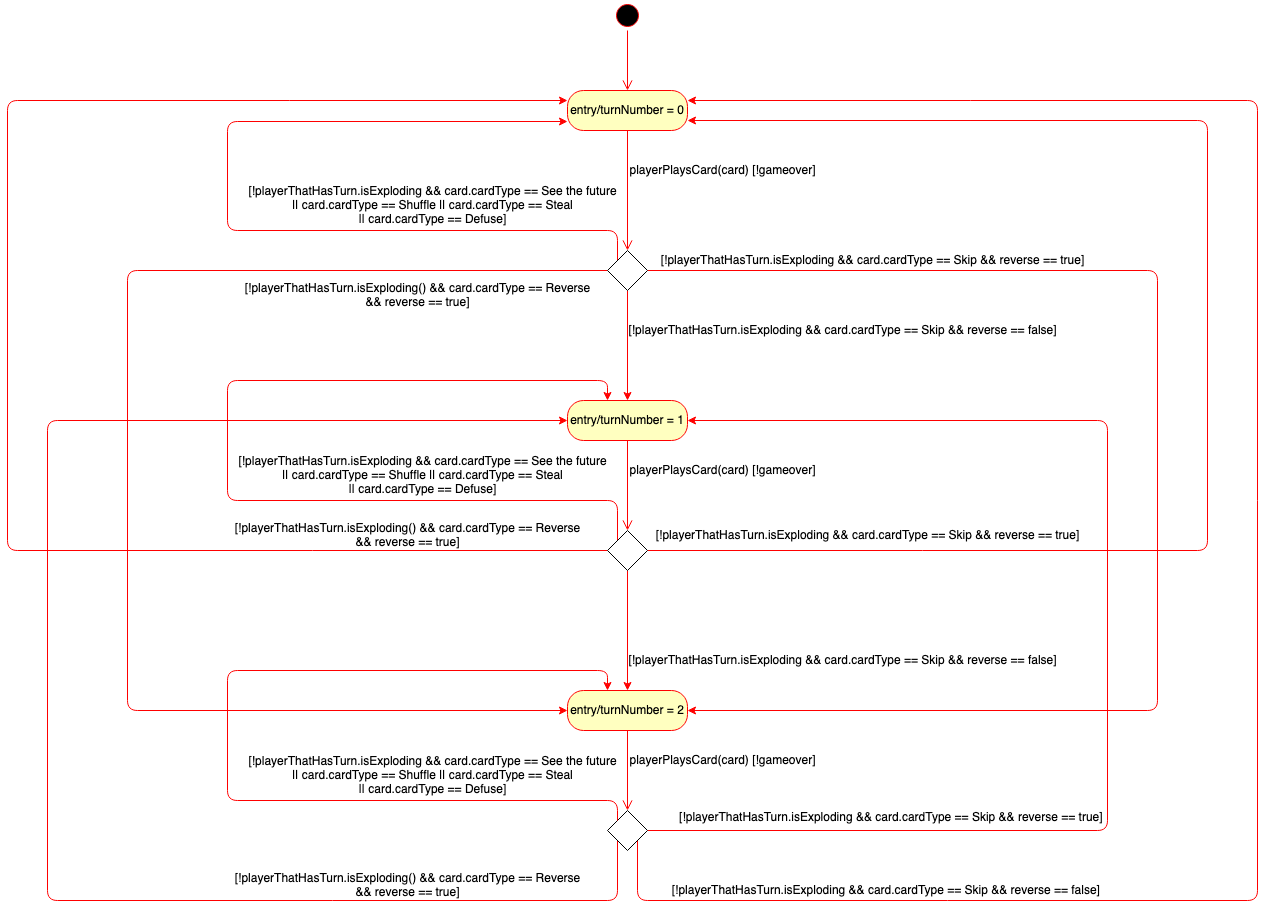 entry/turnNumber = 0
playerPlaysCard(card) [!gameover]
[!playerThatHasTurn.isExploding && card.cardType == See the future
|| card.cardType == Shuffle || card.cardType == Steal
|| card.cardType == Defuse]
[!playerThatHasTurn.isExploding && card.cardType == Skip && reverse == true]
[!playerThatHasTurn.isExploding() && card.cardType == Reverse
&& reverse == true]
[!playerThatHasTurn.isExploding && card.cardType == Skip && reverse == false]
entry/turnNumber = 1
[!playerThatHasTurn.isExploding && card.cardType == See the future
|| card.cardType == Shuffle || card.cardType == Steal
|| card.cardType == Defuse]
playerPlaysCard(card) [!gameover]
[!playerThatHasTurn.isExploding() && card.cardType == Reverse
&& reverse == true]
[!playerThatHasTurn.isExploding && card.cardType == Skip && reverse == true]
[!playerThatHasTurn.isExploding && card.cardType == Skip && reverse == false]
entry/turnNumber = 2
[!playerThatHasTurn.isExploding && card.cardType == See the future
|| card.cardType == Shuffle || card.cardType == Steal
|| card.cardType == Defuse]
playerPlaysCard(card) [!gameover]
[!playerThatHasTurn.isExploding && card.cardType == Skip && reverse == true]
[!playerThatHasTurn.isExploding() && card.cardType == Reverse
&& reverse == true]
[!playerThatHasTurn.isExploding && card.cardType == Skip && reverse == false]